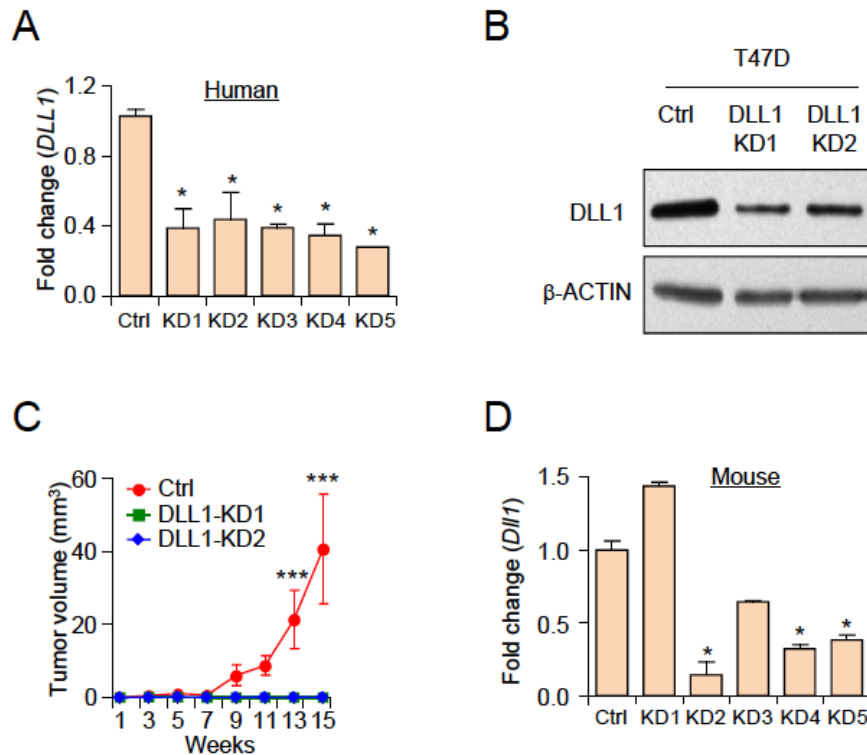 A
Human
Fold change (DLL1)
1.2
0.8
0.4
0.0
* * * * *
Ctrl KD1 KD2 KD3 KD4 KD5
B
T47D
Ctrl DLL1 DLL1
KD1 KD2
DLL1
β-ACTIN
C
Tumor volume (mm³)
60
40
20
0
Ctrl
DLL1-KD1
DLL1-KD2
***
***
1 3 5 7 9 11 13 15
Weeks
D
Mouse
Fold change (Dll1)
1.5
1.0
0.5
0.0
* * *
Ctrl KD1 KD2 KD3 KD4 KD5